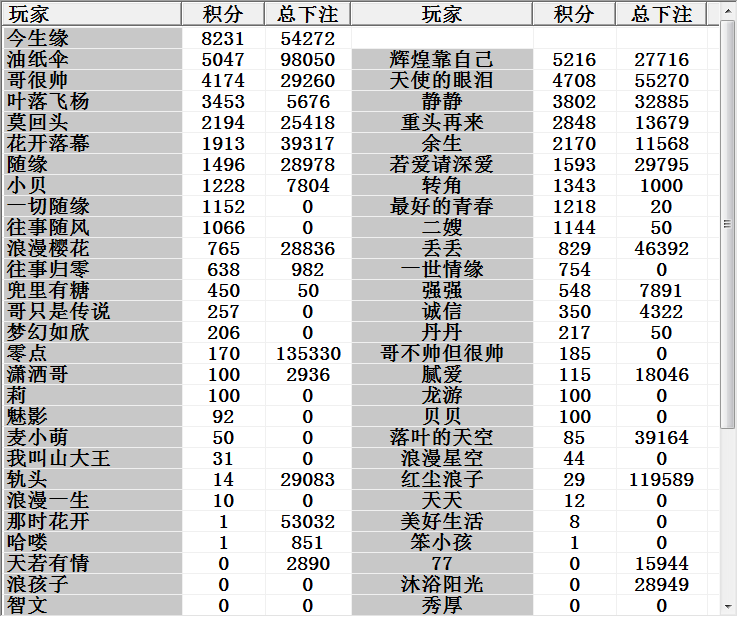 玩家 积分 总下注 玩家 积分 总下注
今生缘 8231 54272
油纸伞 5047 98050 辉煌靠自己 5216 27716
哥很帅 4174 29260 天使的眼泪 4708 55270
叶落飞杨 3453 5676 静静 3802 32885
莫回头 2194 25418 重头再来 2848 13679
花开落幕 1913 39317 余生 2170 11568
随缘 1496 28978 若爱请深爱 1593 29795
小贝 1228 7804 转角 1343 1000
一切随缘 1152 0 最好的青春 1218 20
往事随风 1066 0 二嫂 1144 50
浪漫樱花 765 28836 丢丢 829 46392
往事归零 638 982 一世情缘 754 0
兜里有糖 450 50 强强 548 7891
哥只是传说 257 0 诚信 350 4322
梦幻如欣 206 0 丹丹 217 50
零点 170 135330 哥不帅但很帅 185 0
潇洒哥 100 2936 腻爱 115 18046
莉 100 0 龙游 100 0
魅影 92 0 贝贝 100 0
麦小萌 50 0 落叶的天空 85 39164
我叫山大王 31 0 浪漫星空 44 0
轨头 14 29083 红尘浪子 29 119589
浪漫一生 10 0 天天 12 0
那时花开 1 53032 美好生活 8 0
哈喽 1 851 笨小孩 1 0
天若有情 0 2890 77 0 15944
浪孩子 0 0 沐浴阳光 0 28949
智文 0 0 秀厚 0 0